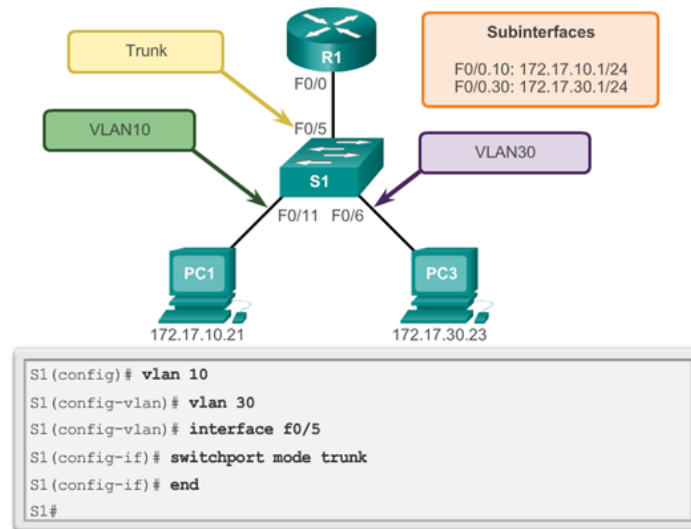 Trunk
R1
Subinterfaces
F0/0.10: 172.17.10.1/24
F0/0.30: 172.17.30.1/24
F0/0
VLAN10
F0/5
VLAN30
S1
F0/11 F0/6
PC1
PC3
172.17.10.21
172.17.30.23
S1(config)# vlan 10
S1(config-vlan)# vlan 30
S1(config-vlan)# interface f0/5
S1(config-if)# switchport mode trunk
S1(config-if)# end
S1#